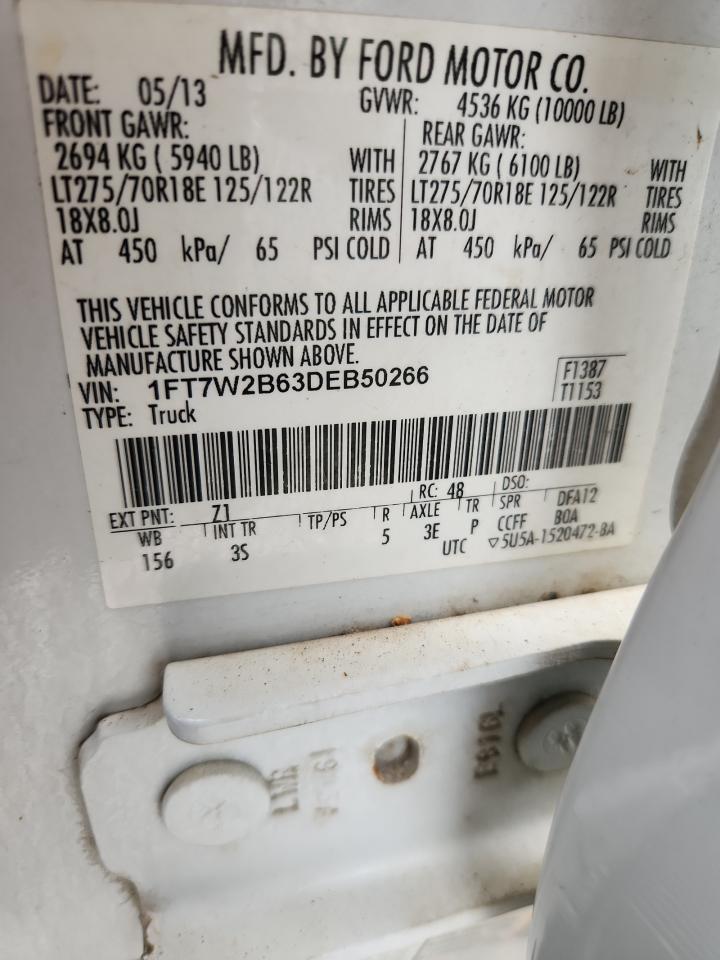 MFD. BY FORD MOTOR CO.
DATE: 05/13 GVWR: 4536 KG (10000 LB)
FRONT GAWR: REAR GAWR:
2694 KG ( 5940 LB) WITH 2767 KG ( 6100 LB) WITH
LT275/70R18E 125/122R TIRES LT275/70R18E 125/122R TIRES
18X8.0J RIMS 18X8.0J RIMS
AT 450 kPa/ 65 PSI COLD AT 450 kPa/ 65 PSI COLD
THIS VEHICLE CONFORMS TO ALL APPLICABLE FEDERAL MOTOR
VEHICLE SAFETY STANDARDS IN EFFECT ON THE DATE OF
MANUFACTURE SHOWN ABOVE.
VIN: 1FT7W2B63DEB50266 F1387
TYPE: Truck T1153
EXT PNT: Z1 RC: 48 DSO:
WB INT TR TP/PS R AXLE TR SPR DFA12
156 3S 5 3E P CCFF BOA
UTC ▽5U5A-1520472-BA